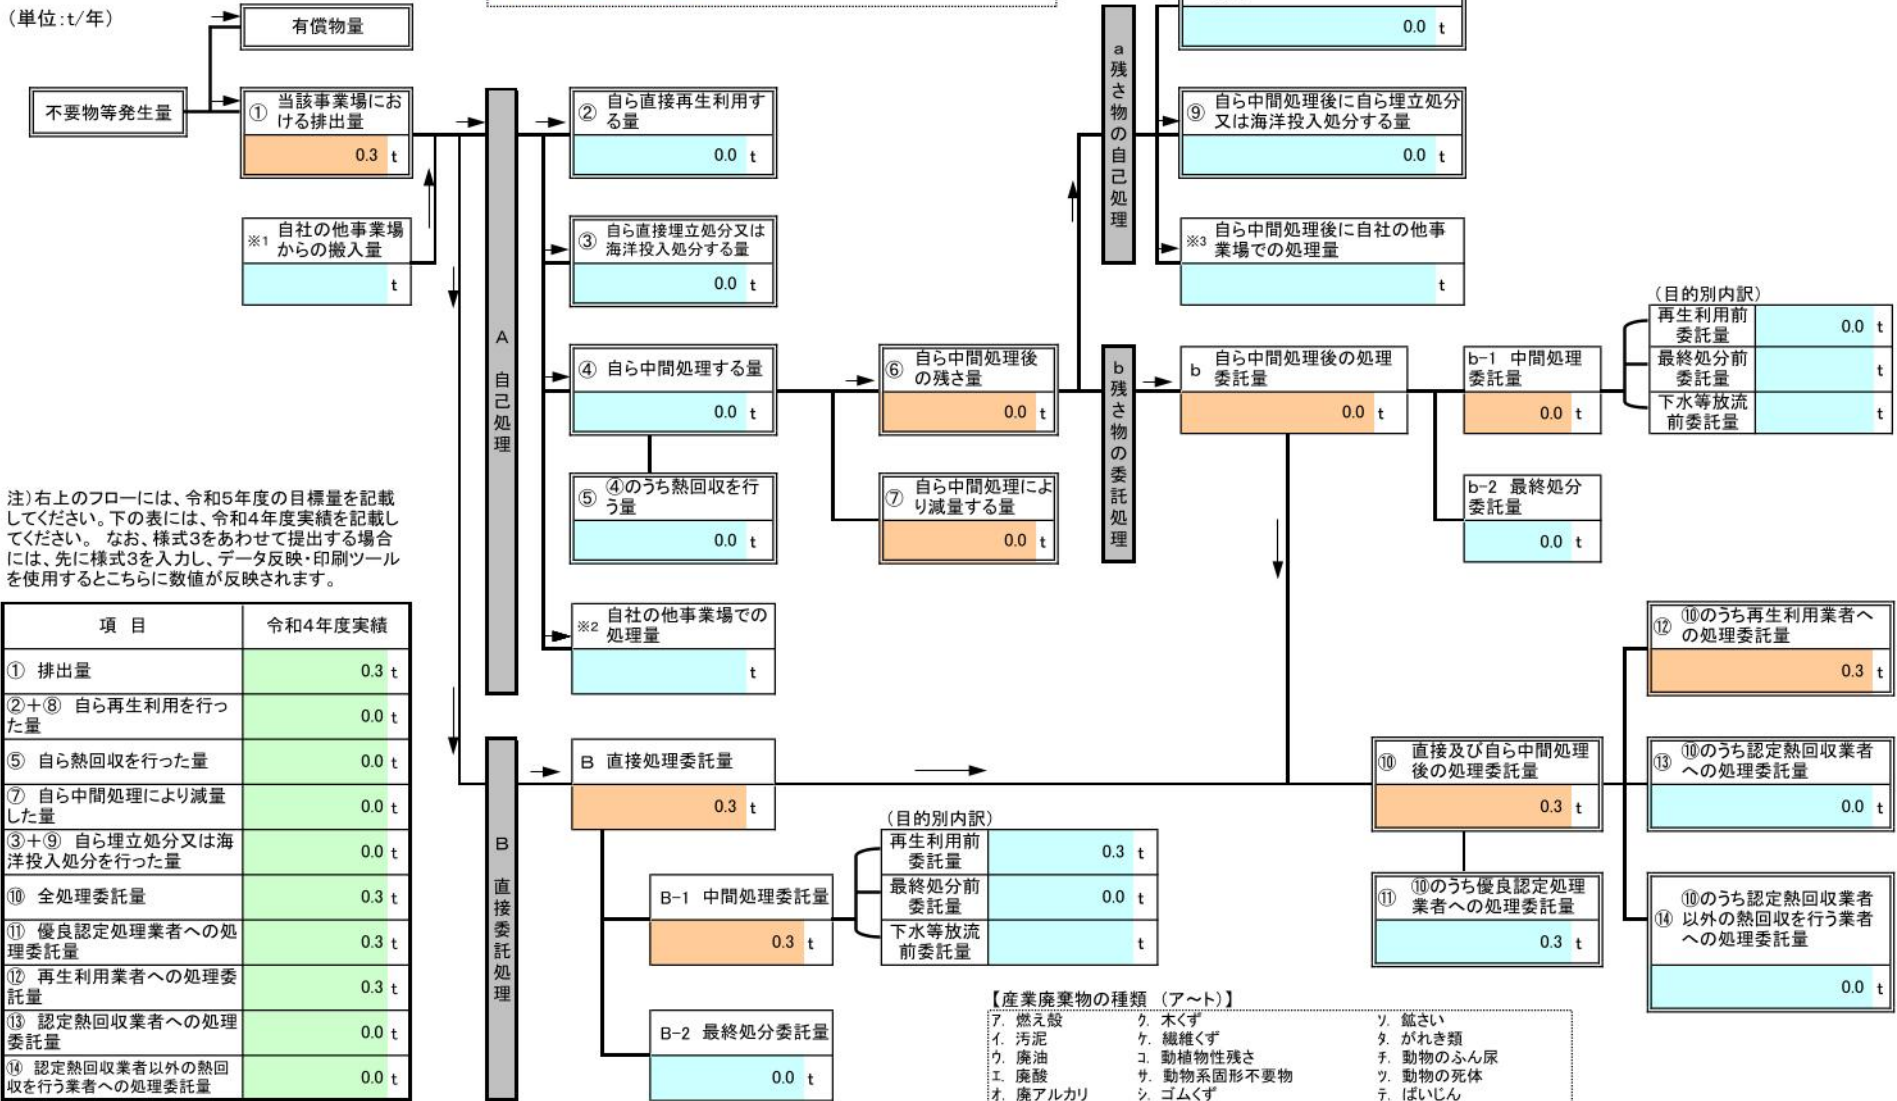 (単位:t/年)
有償物量
不要物等発生量
① 当該事業場にお
ける排出量
0.3 t
※1 自社の他事業場
からの搬入量
t
A 自己処理
② 自ら直接再生利用す
る量
0.0 t
③ 自ら直接埋立処分又は
海洋投入処分する量
0.0 t
④ 自ら中間処理する量
0.0 t
⑤ ④のうち熱回収を行
う量
0.0 t
※2 自社の他事業場での
処理量
t
⑥ 自ら中間処理後
の残さ量
0.0 t
⑦ 自ら中間処理によ
り減量する量
0.0 t
a 残さ物の自己処理
0.0 t
⑨ 自ら中間処理後に自ら埋立処分
又は海洋投入処分する量
0.0 t
※3 自ら中間処理後に自社の他事
業場での処理量
t
b 残さ物の委託処理
b 自ら中間処理後の処理
委託量
0.0 t
b-1 中間処理
委託量
0.0 t
b-2 最終処分
委託量
0.0 t
(目的別内訳)
再生利用前
委託量
0.0 t
最終処分前
委託量
t
下水等放流
前委託量
t
注)右上のフローには、令和5年度の目標量を記載
してください。下の表には、令和4年度実績を記載し
てください。 なお、様式3をあわせて提出する場合
には、先に様式3を入力し、データ反映・印刷ツール
を使用するとこちらに数値が反映されます。
項 目 令和4年度実績
① 排出量 0.3 t
②+⑧ 自ら再生利用を行っ
た量 0.0 t
⑤ 自ら熱回収を行った量 0.0 t
⑦ 自ら中間処理により減量
した量 0.0 t
③+⑨ 自ら埋立処分又は海
洋投入処分を行った量 0.0 t
⑩ 全処理委託量 0.3 t
⑪ 優良認定処理業者への処
理委託量 0.3 t
⑫ 再生利用業者への処理委
託量 0.3 t
⑬ 認定熱回収業者への処理
委託量 0.0 t
⑭ 認定熱回収業者以外の熱回
収を行う業者への処理委託量 0.0 t
B 直接委託処理
B 直接処理委託量
0.3 t
B-1 中間処理委託量
0.3 t
B-2 最終処分委託量
0.0 t
(目的別内訳)
再生利用前
委託量
0.3 t
最終処分前
委託量
0.0 t
下水等放流
前委託量
t
⑩ 直接及び自ら中間処理
後の処理委託量
0.3 t
⑪ ⑩のうち優良認定処理
業者への処理委託量
0.3 t
⑫ ⑩のうち再生利用業者へ
の処理委託量
0.3 t
⑬ ⑩のうち認定熱回収業者
への処理委託量
0.0 t
⑭ ⑩のうち認定熱回収業者
以外の熱回収を行う業者
への処理委託量
0.0 t
【産業廃棄物の種類 (ア~ト)】
ア. 燃え殻 ク. 木くず ソ. 鉱さい
イ. 汚泥 ケ. 繊維くず タ. がれき類
ウ. 廃油 コ. 動植物性残さ チ. 動物のふん尿
エ. 廃酸 サ. 動物系固形不要物 ツ. 動物の死体
オ. 廃アルカリ シ. ゴムくず テ. ばいじん